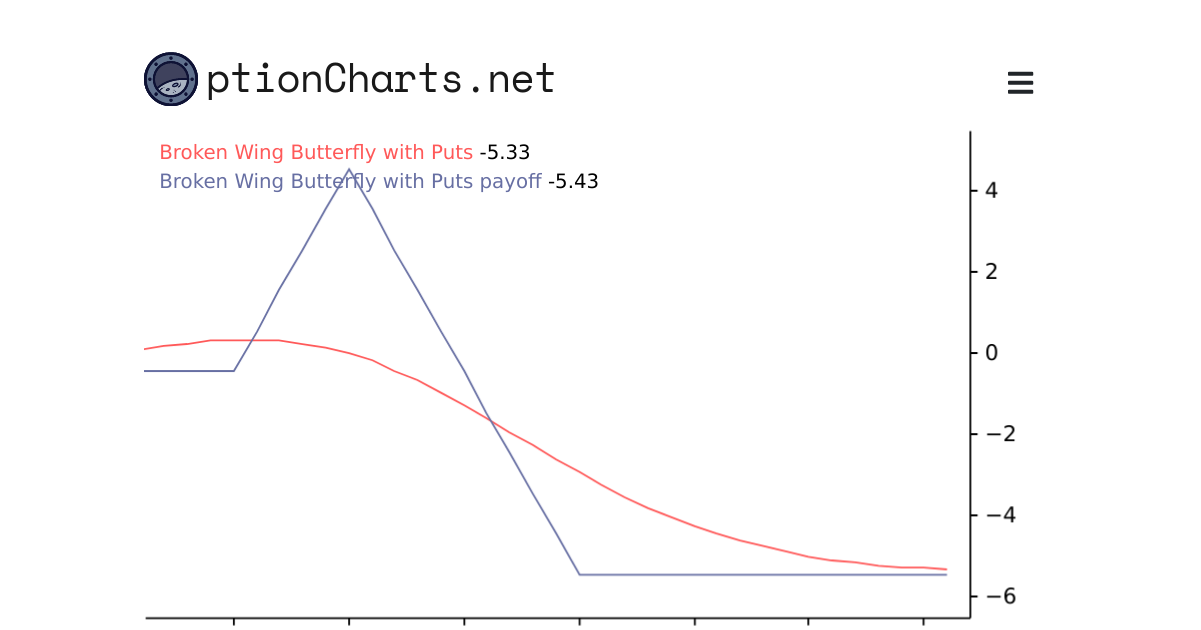 ptionCharts.net
Broken Wing Butterfly with Puts -5.33
Broken Wing Butterfly with Puts payoff -5.43
4
2
0
−2
−4
−6